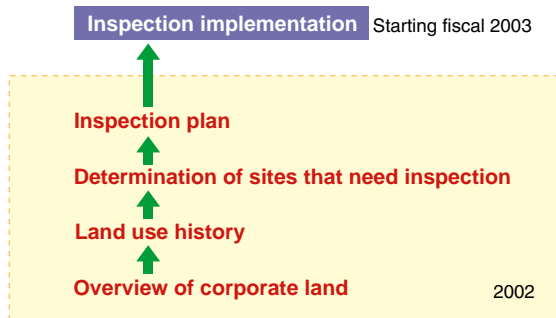 Inspection implementation Starting fiscal 2003
Inspection plan
Determination of sites that need inspection
Land use history
Overview of corporate land 2002